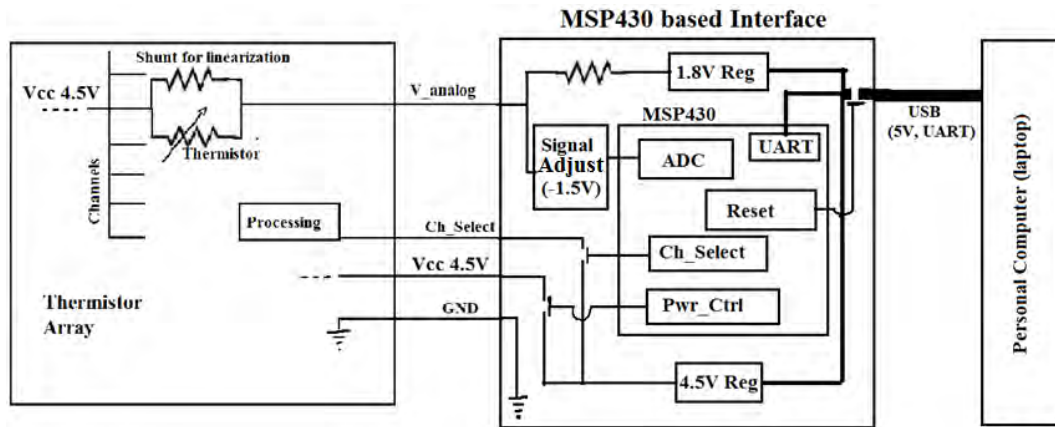 MSP430 based Interface
Shunt for linearization
Vcc 4.5V
Thermistor
Channels
Processing
Thermistor
Array
V_analog
Ch_Select
Vcc 4.5V
GND
1.8V Reg
MSP430
Signal
Adjust
(-1.5V)
ADC
UART
Reset
Ch_Select
Pwr_Ctrl
4.5V Reg
USB
(5V, UART)
Personal Computer (laptop)